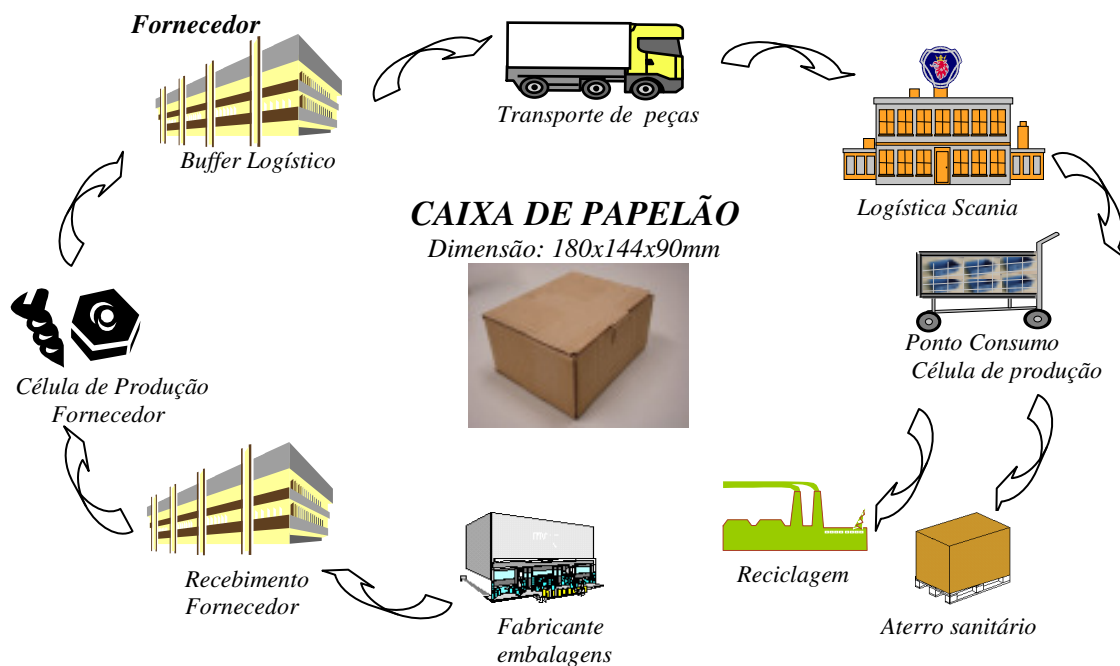 Fornecedor
Buffer Logístico
Transporte de peças
Logística Scania
CAIXA DE PAPELÃO
Dimensão: 180x144x90mm
Ponto Consumo
Célula de produção
Célula de Produção
Fornecedor
Recebimento
Fornecedor
Fabricante
embalagens
Reciclagem
Aterro sanitário